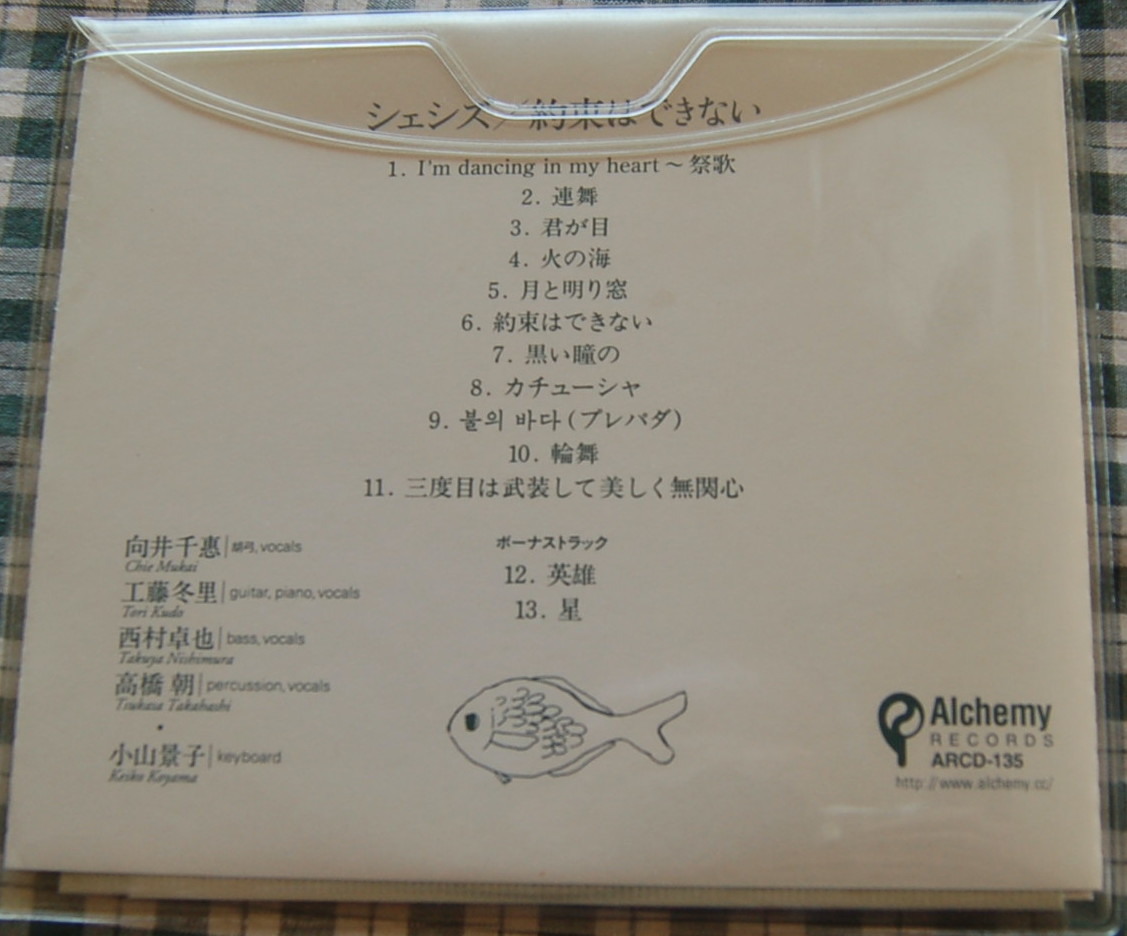 シェシズ／約束はできない
1. I'm dancing in my heart～祭歌
2. 連舞
3. 君が目
4. 火の海
5. 月と明り窓
6. 約束はできない
7. 黒い瞳の
8. カチューシャ
9. 불의 바다(プレバダ)
10. 輪舞
11. 三度目は武装して美しく無関心
ボーナストラック
12. 英雄
13. 星
向井千惠|胡弓, vocals
Chie Mukai
工藤冬里|guitar, piano, vocals
Tori Kudo
西村卓也|bass, vocals
Takuya Nishimura
高橋 朝|percussion, vocals
Tsukasa Takahashi
・
小山景子|keyboard
Keiko Koyama
Alchemy
RECORDS
ARCD-135
http://www.alchemy.cc/